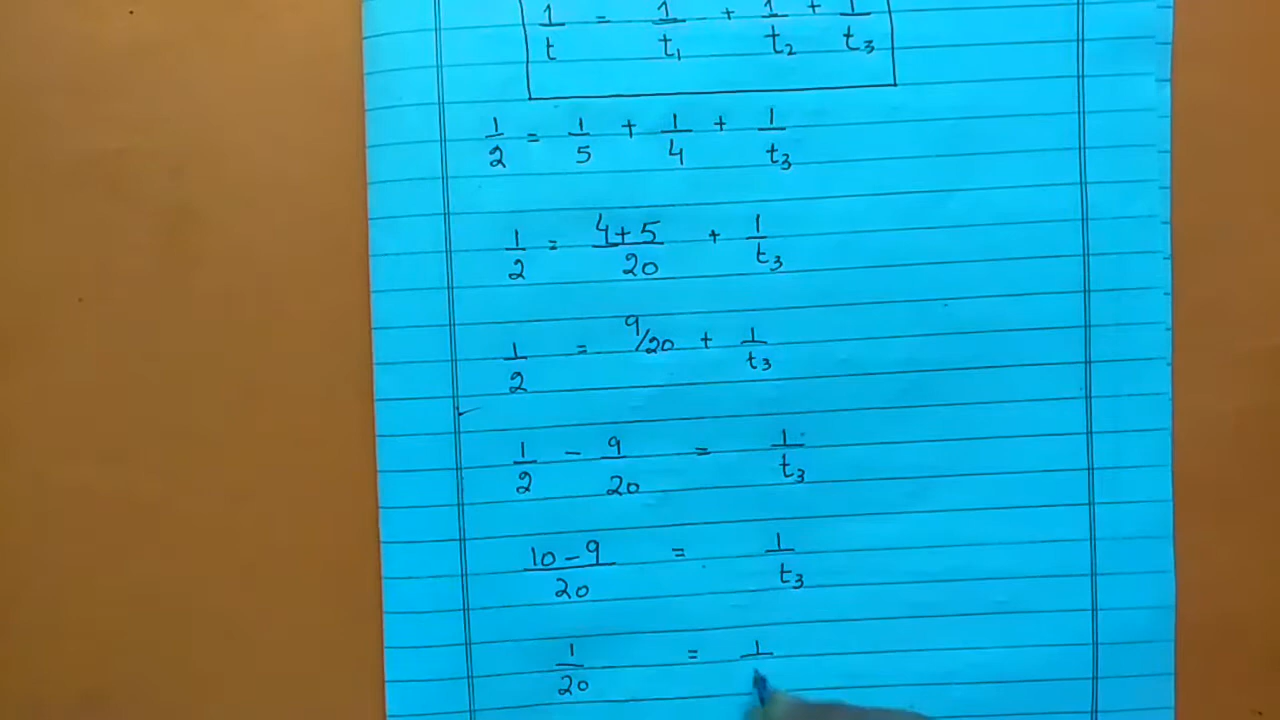 1/t = 1/t₁ + 1/t₂ + 1/t₃
1/2 = 1/5 + 1/4 + 1/t₃
1/2 = (4+5)/20 + 1/t₃
1/2 = 9/20 + 1/t₃
1/2 - 9/20 = 1/t₃
(10-9)/20 = 1/t₃
1/20 = 1/